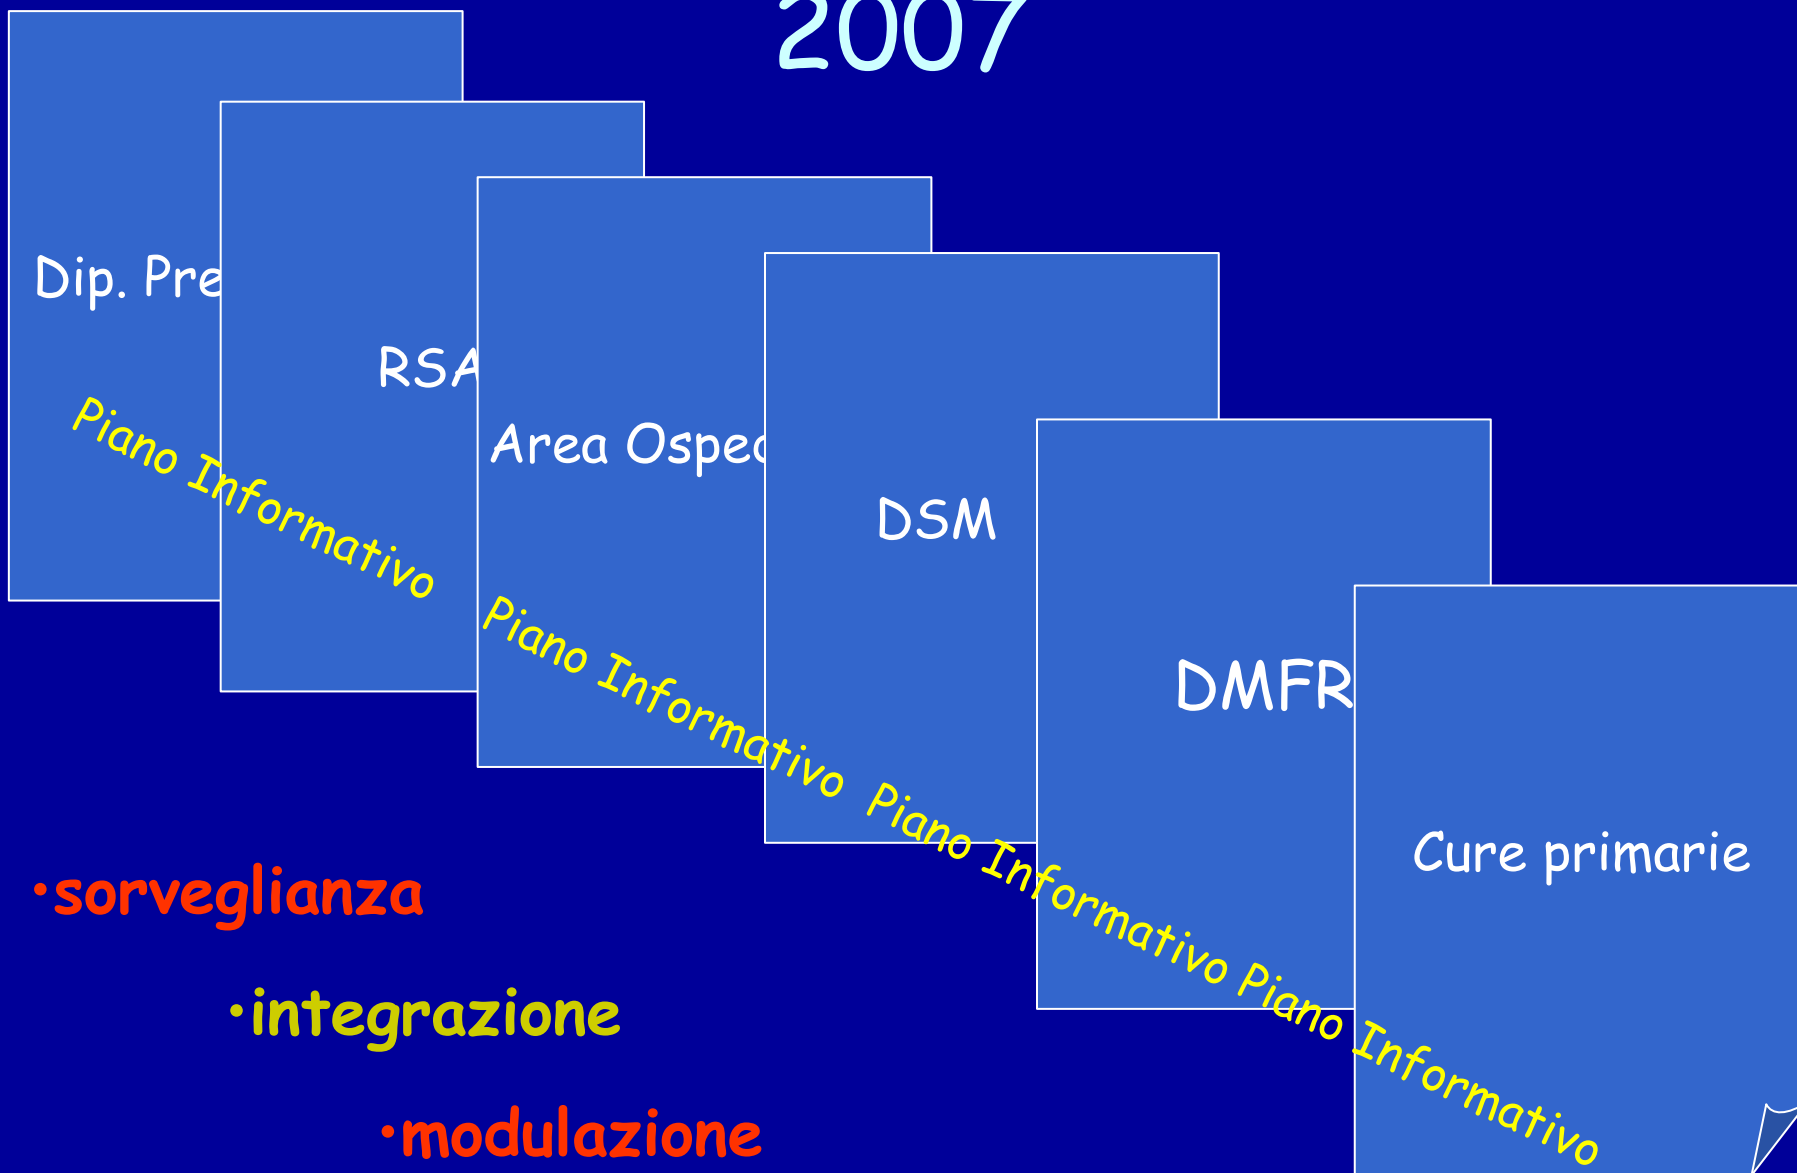 2007
Dip. Pre
RSA
Area Ospe
DSM
DMFR
Cure primarie
Piano Informativo
Piano Informativo
Piano Informativo
Piano Informativo
•sorveglianza
•integrazione
•modulazione